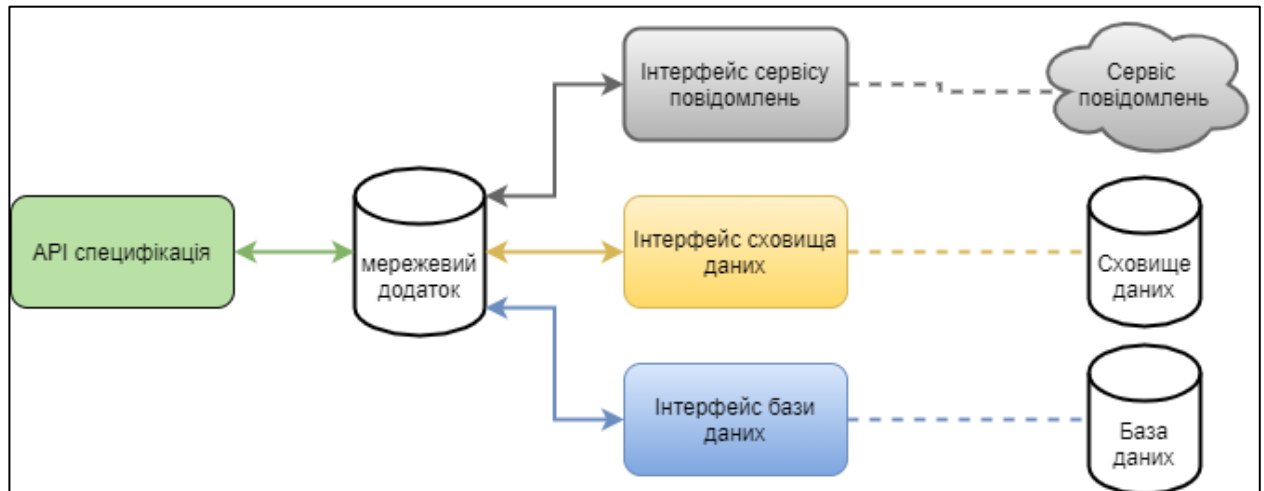 Інтерфейс сервісу
повідомлень
Сервіс
повідомлень
API специфікація
мережевий
додаток
Інтерфейс сховища
даних
Сховище
даних
Інтерфейс бази
даних
База
даних